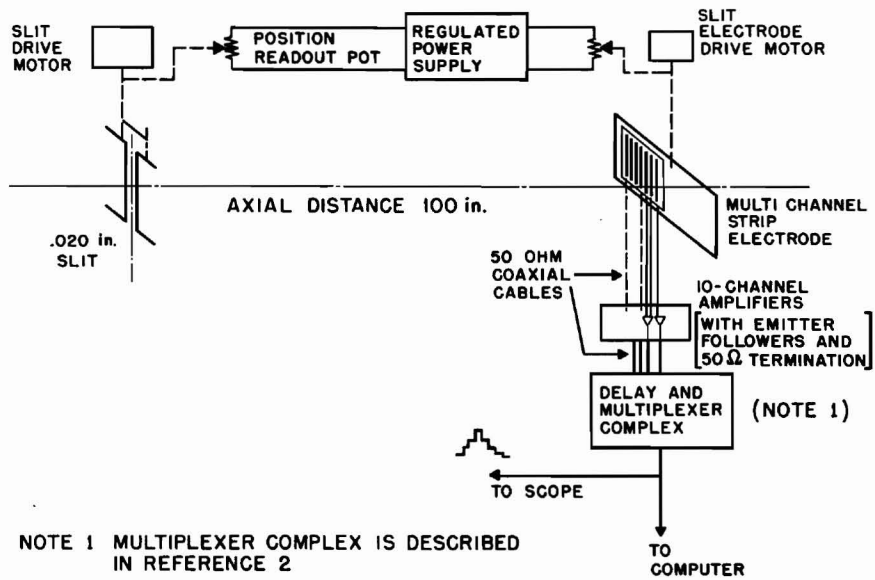 SLIT
DRIVE
MOTOR
POSITION
READOUT POT
REGULATED
POWER
SUPPLY
SLIT
ELECTRODE
DRIVE MOTOR
AXIAL DISTANCE 100 in.
.020 in.
SLIT
MULTI CHANNEL
STRIP
ELECTRODE
50 OHM
COAXIAL
CABLES
10-CHANNEL
AMPLIFIERS
[WITH EMITTER
FOLLOWERS AND
50Ω TERMINATION]
DELAY AND
MULTIPLEXER
COMPLEX
(NOTE 1)
TO SCOPE
TO
COMPUTER
NOTE 1 MULTIPLEXER COMPLEX IS DESCRIBED
IN REFERENCE 2